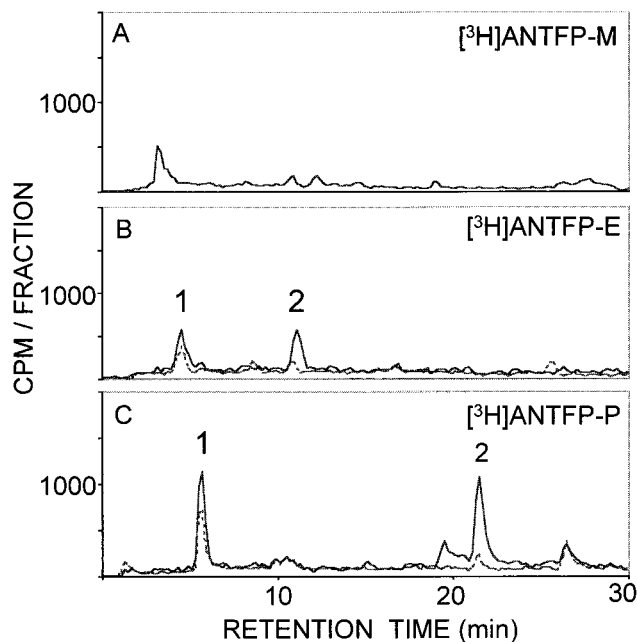 A
[³H]ANTFP-M
1000
B
[³H]ANTFP-E
1000
1
2
C
[³H]ANTFP-P
1000
1
2
CPM / FRACTION
10
20
30
RETENTION TIME (min)